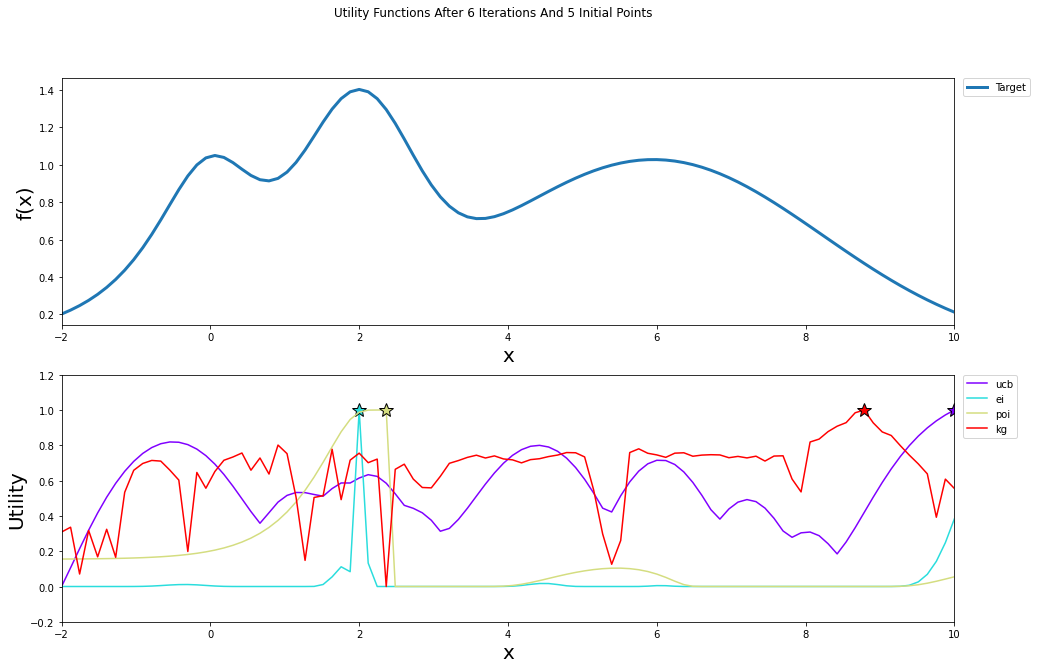 Utility Functions After 6 Iterations And 5 Initial Points
1.4
1.2
1.0
0.8
0.6
0.4
0.2
f(x)
−2 0 2 4 6 8 10
x
Target
1.2
1.0
0.8
0.6
0.4
0.2
0.0
−0.2
Utility
−2 0 2 4 6 8 10
x
ucb
ei
poi
kg